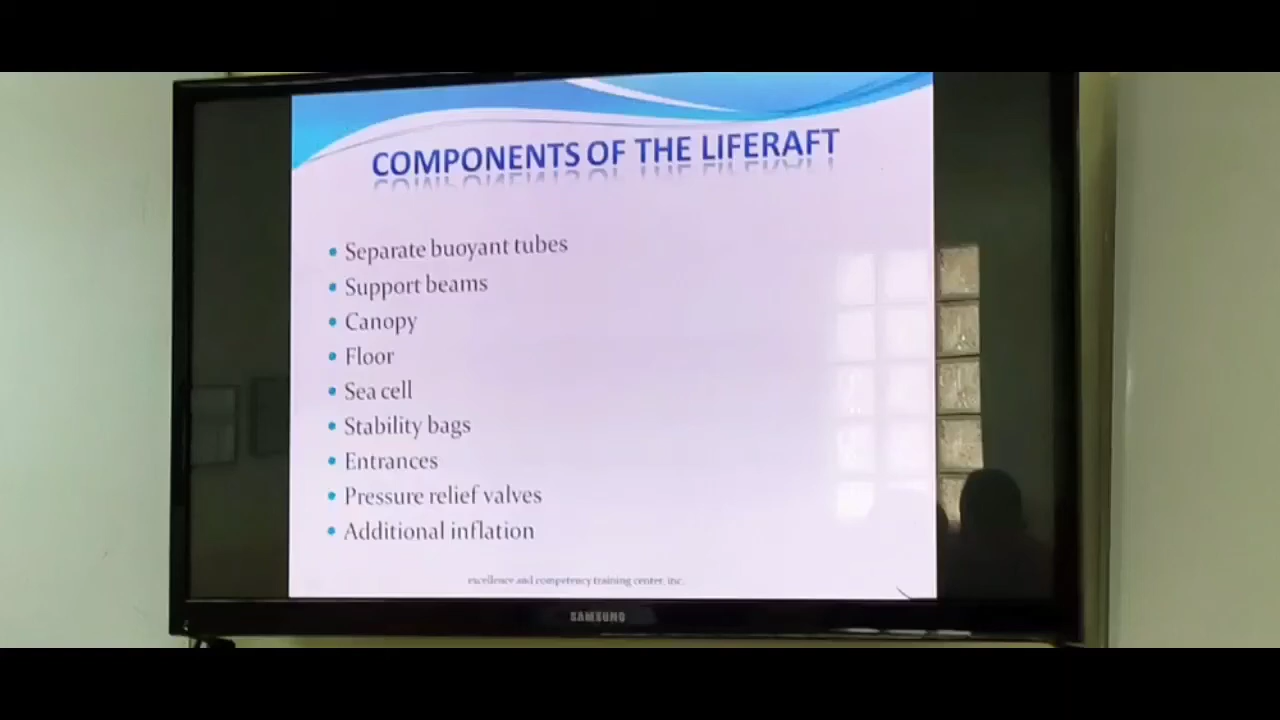 COMPONENTS OF THE LIFERAFT
• Separate buoyant tubes
• Support beams
• Canopy
• Floor
• Sea cell
• Stability bags
• Entrances
• Pressure relief valves
• Additional inflation
excellence and competency training center, inc.
SAMSUNG